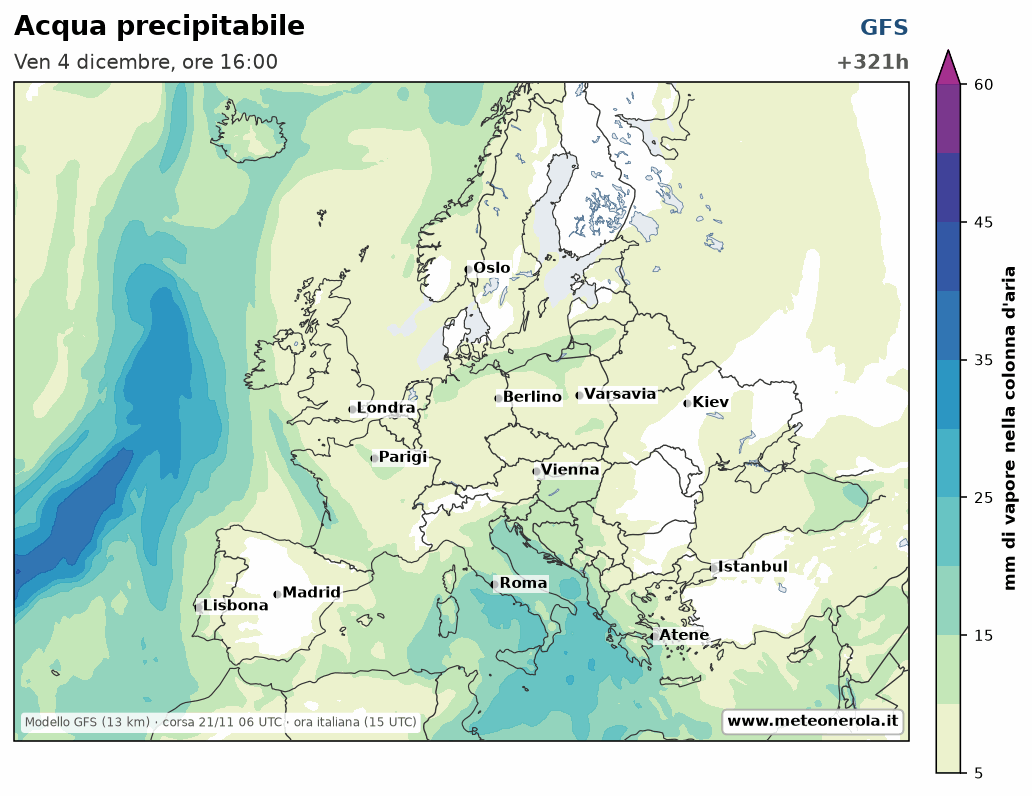 Acqua precipitabile
GFS
Ven 4 dicembre, ore 16:00
+321h
60
45
35
25
15
5
mm di vapore nella colonna d'aria
Oslo
Berlino
Varsavia
Kiev
Londra
Parigi
Vienna
Istanbul
Roma
Madrid
Lisbona
Atene
Modello GFS (13 km) · corsa 21/11 06 UTC · ora italiana (15 UTC)
www.meteonerola.it